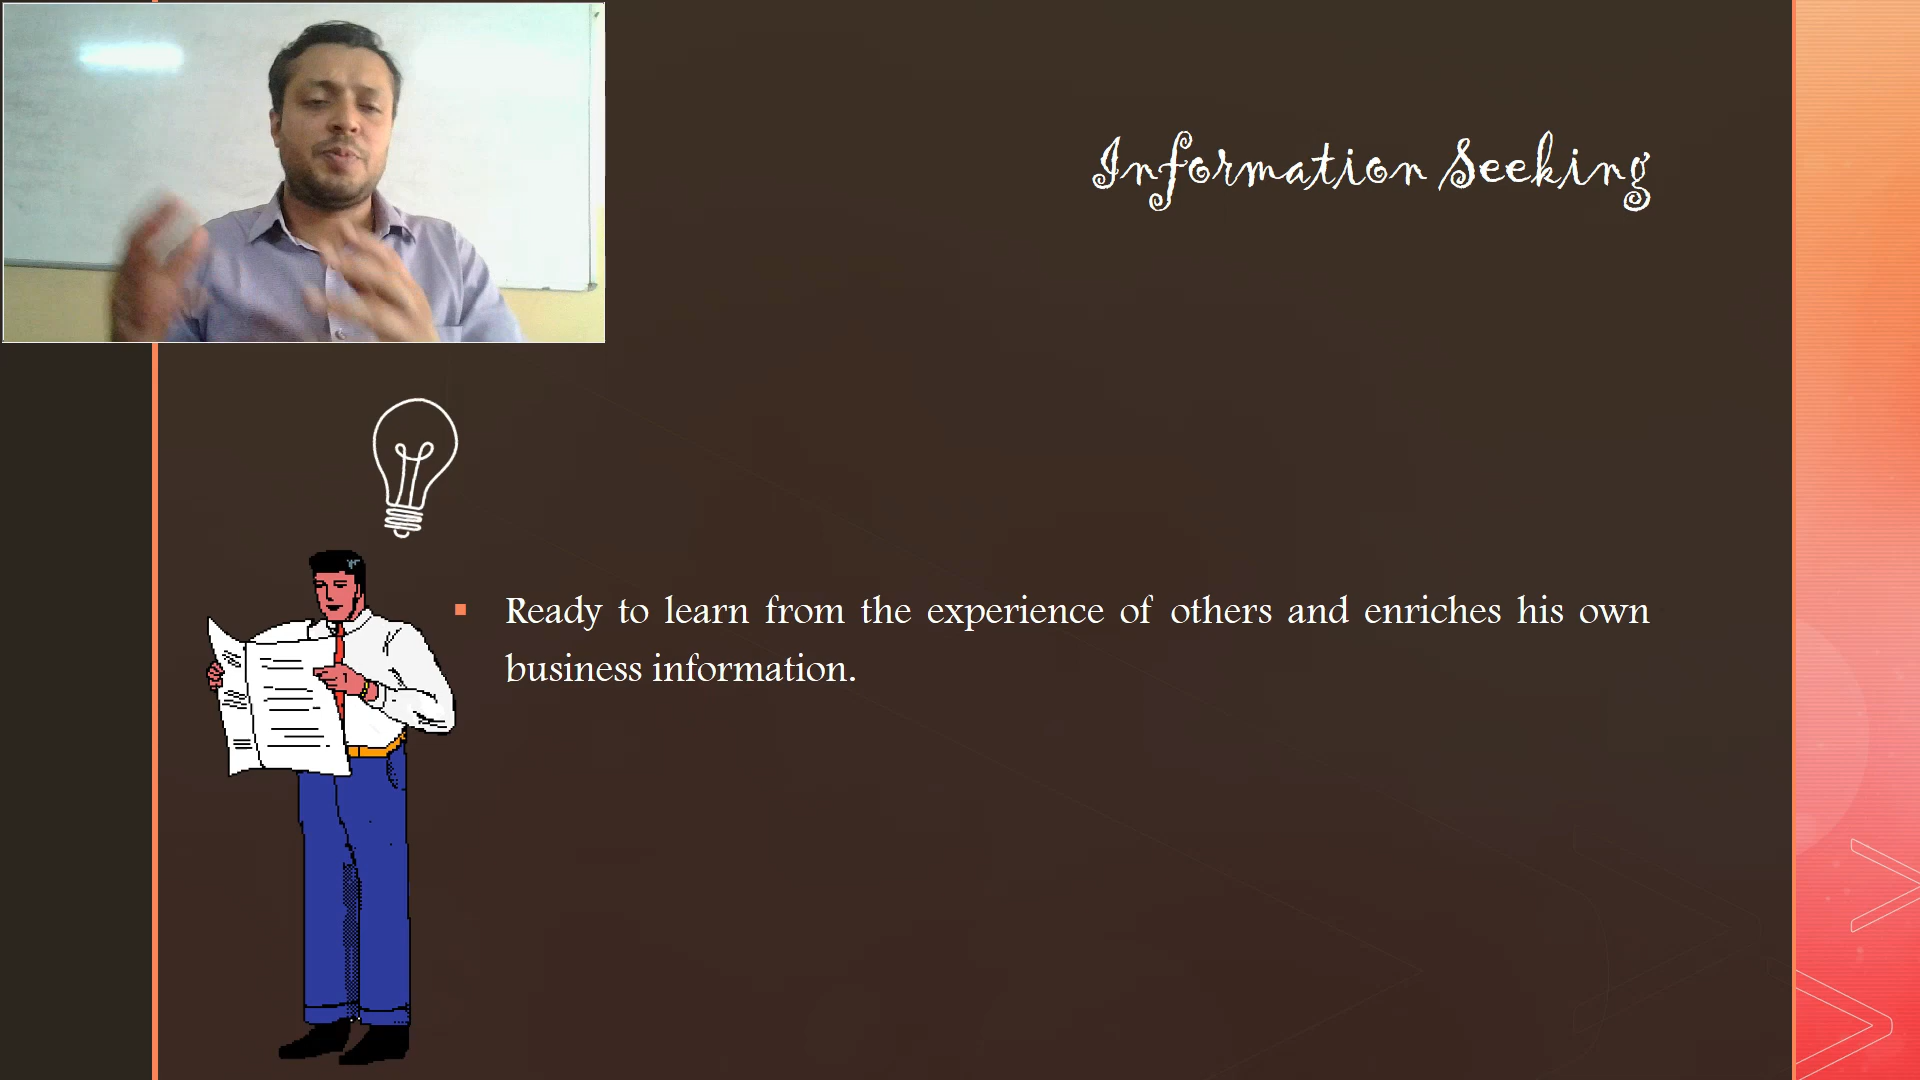 Information Seeking
Ready to learn from the experience of others and enriches his own
business information.